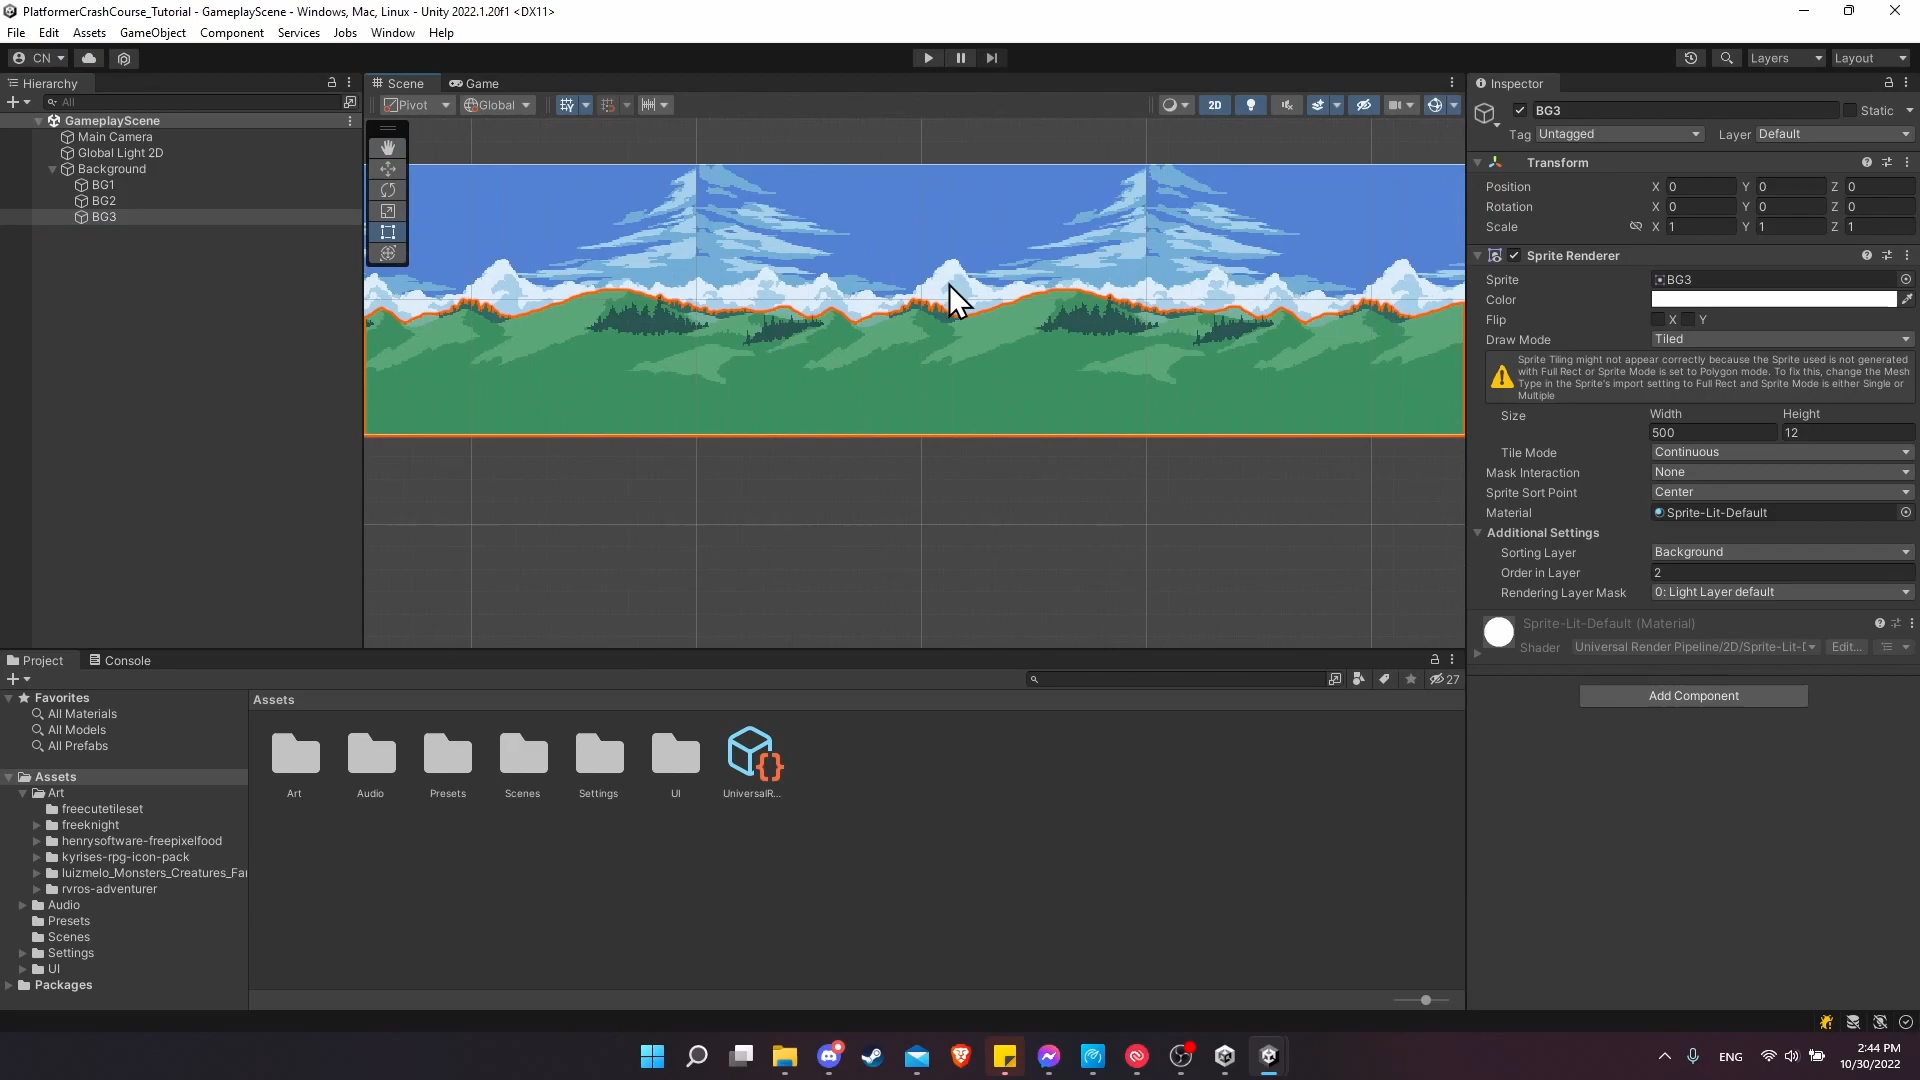 PlatformerCrashCourse_Tutorial - GameplayScene - Windows, Mac, Linux - Unity 2022.1.20f1 <DX11>
File Edit Assets GameObject Component Services Jobs Window Help
CN
Layers
Layout
Hierarchy
All
GameplayScene
Main Camera
Global Light 2D
Background
BG1
BG2
BG3
Scene
Game
Pivot
Global
2D
Inspector
BG3
Static
Tag Untagged
Layer Default
Transform
Position X 0 Y 0 Z 0
Rotation X 0 Y 0 Z 0
Scale X 1 Y 1 Z 1
Sprite Renderer
Sprite BG3
Color
Flip X Y
Draw Mode Tiled
Sprite Tiling might not appear correctly because the Sprite used is not generated
with Full Rect or Sprite Mode is set to Polygon mode. To fix this, change the Mesh
Type in the Sprite's import setting to Full Rect and Sprite Mode is either Single or
Multiple
Size Width Height
500 12
Tile Mode Continuous
Mask Interaction None
Sprite Sort Point Center
Material Sprite-Lit-Default
Additional Settings
Sorting Layer Background
Order in Layer 2
Rendering Layer Mask 0: Light Layer default
Sprite-Lit-Default (Material)
Shader Universal Render Pipeline/2D/Sprite-Lit-D Edit...
Add Component
Project
Console
27
Favorites
All Materials
All Models
All Prefabs
Assets
Art
freecutetileset
freeknight
henrysoftware-freepixelfood
kyrises-rpg-icon-pack
luizmelo_Monsters_Creatures_Fan
rvros-adventurer
Audio
Presets
Scenes
Settings
UI
Packages
Assets
Art
Audio
Presets
Scenes
Settings
UI
UniversalR...
ENG
2:44 PM
10/30/2022